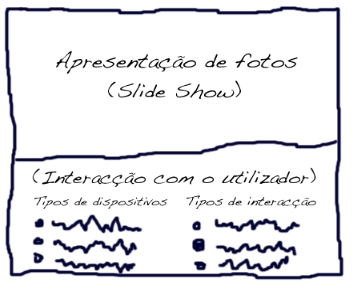 Apresentação de fotos
(Slide Show)
(Interacção com o utilizador)
Tipos de dispositivos
Tipos de interacção